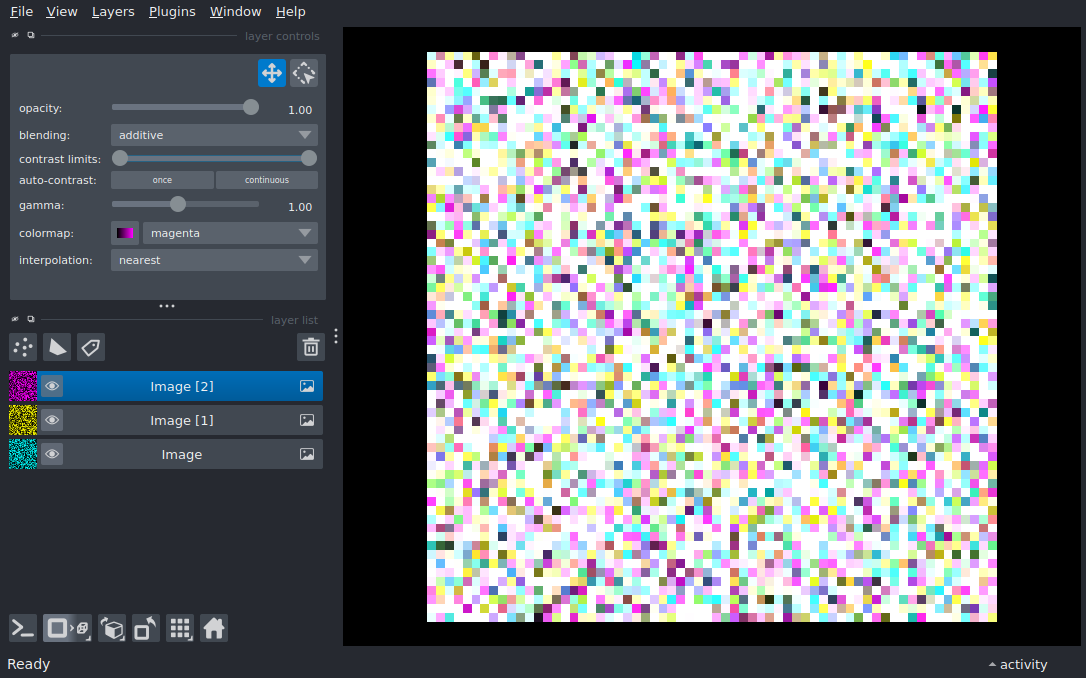 File View Layers Plugins Window Help
layer controls
opacity: 1.00
blending: additive
contrast limits:
auto-contrast: once continuous
gamma: 1.00
colormap: magenta
interpolation: nearest
layer list
Image [2]
Image [1]
Image
Ready
activity